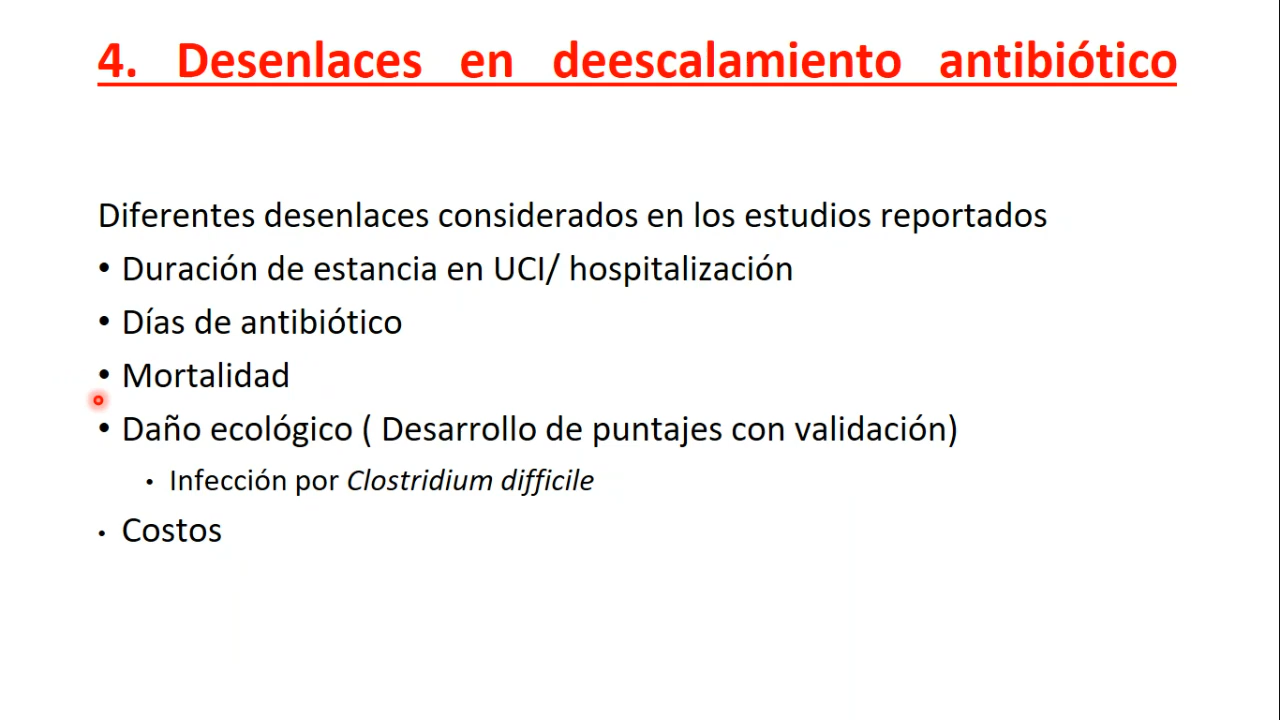 4. Desenlaces en deescalamiento antibiótico
Diferentes desenlaces considerados en los estudios reportados
• Duración de estancia en UCI/ hospitalización
• Días de antibiótico
• Mortalidad
• Daño ecológico ( Desarrollo de puntajes con validación)
• Infección por Clostridium difficile
• Costos